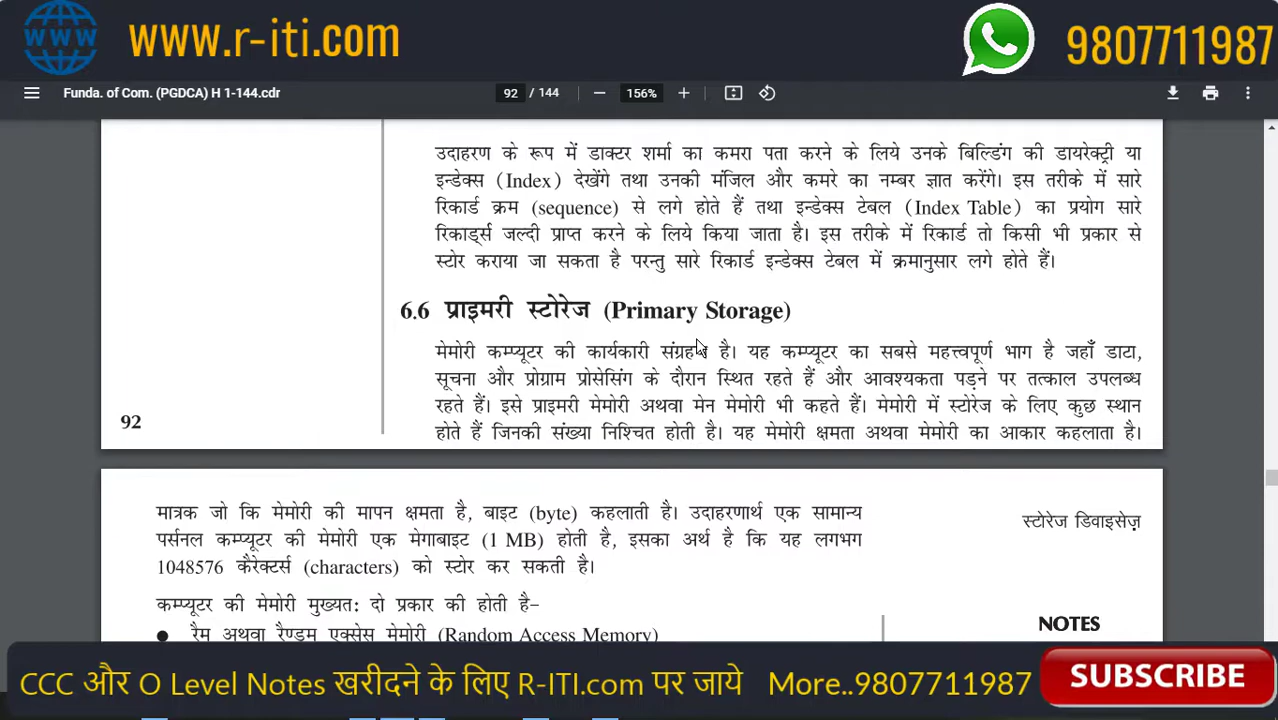 www.r-iti.com
9807711987
Funda. of Com. (PGDCA) H 1-144.cdr
92 / 144
156%
उदाहरण के रूप में डाक्टर शर्मा का कमरा पता करने के लिये उनके बिल्डिंग की डायरेक्ट्री या
इन्डेक्स (Index) देखेंगे तथा उनकी मंजिल और कमरे का नम्बर ज्ञात करेंगे। इस तरीके में सारे
रिकार्ड क्रम (sequence) से लगे होते हैं तथा इन्डेक्स टेबल (Index Table) का प्रयोग सारे
रिकार्ड्स जल्दी प्राप्त करने के लिये किया जाता है। इस तरीके में रिकार्ड तो किसी भी प्रकार से
स्टोर कराया जा सकता है परन्तु सारे रिकार्ड इन्डेक्स टेबल में क्रमानुसार लगे होते हैं।
6.6 प्राइमरी स्टोरेज (Primary Storage)
मेमोरी कम्प्यूटर की कार्यकारी संग्रह है। यह कम्प्यूटर का सबसे महत्त्वपूर्ण भाग है जहाँ डाटा,
सूचना और प्रोग्राम प्रोसेसिंग के दौरान स्थित रहते हैं और आवश्यकता पड़ने पर तत्काल उपलब्ध
रहते हैं। इसे प्राइमरी मेमोरी अथवा मेन मेमोरी भी कहते हैं। मेमोरी में स्टोरेज के लिए कुछ स्थान
होते हैं जिनकी संख्या निश्चित होती है। यह मेमोरी क्षमता अथवा मेमोरी का आकार कहलाता है।
92
मात्रक जो कि मेमोरी की मापन क्षमता है, बाइट (byte) कहलाती है। उदाहरणार्थ एक सामान्य
पर्सनल कम्प्यूटर की मेमोरी एक मेगाबाइट (1 MB) होती है, इसका अर्थ है कि यह लगभग
1048576 कैरेक्टर्स (characters) को स्टोर कर सकती है।
स्टोरेज डिवाइसेज़
कम्प्यूटर की मेमोरी मुख्यत: दो प्रकार की होती है–
● रैम अथवा रैण्डम एक्सेस मेमोरी (Random Access Memory)
NOTES
CCC और O Level Notes खरीदने के लिए R-ITI.com पर जाये More..9807711987
SUBSCRIBE